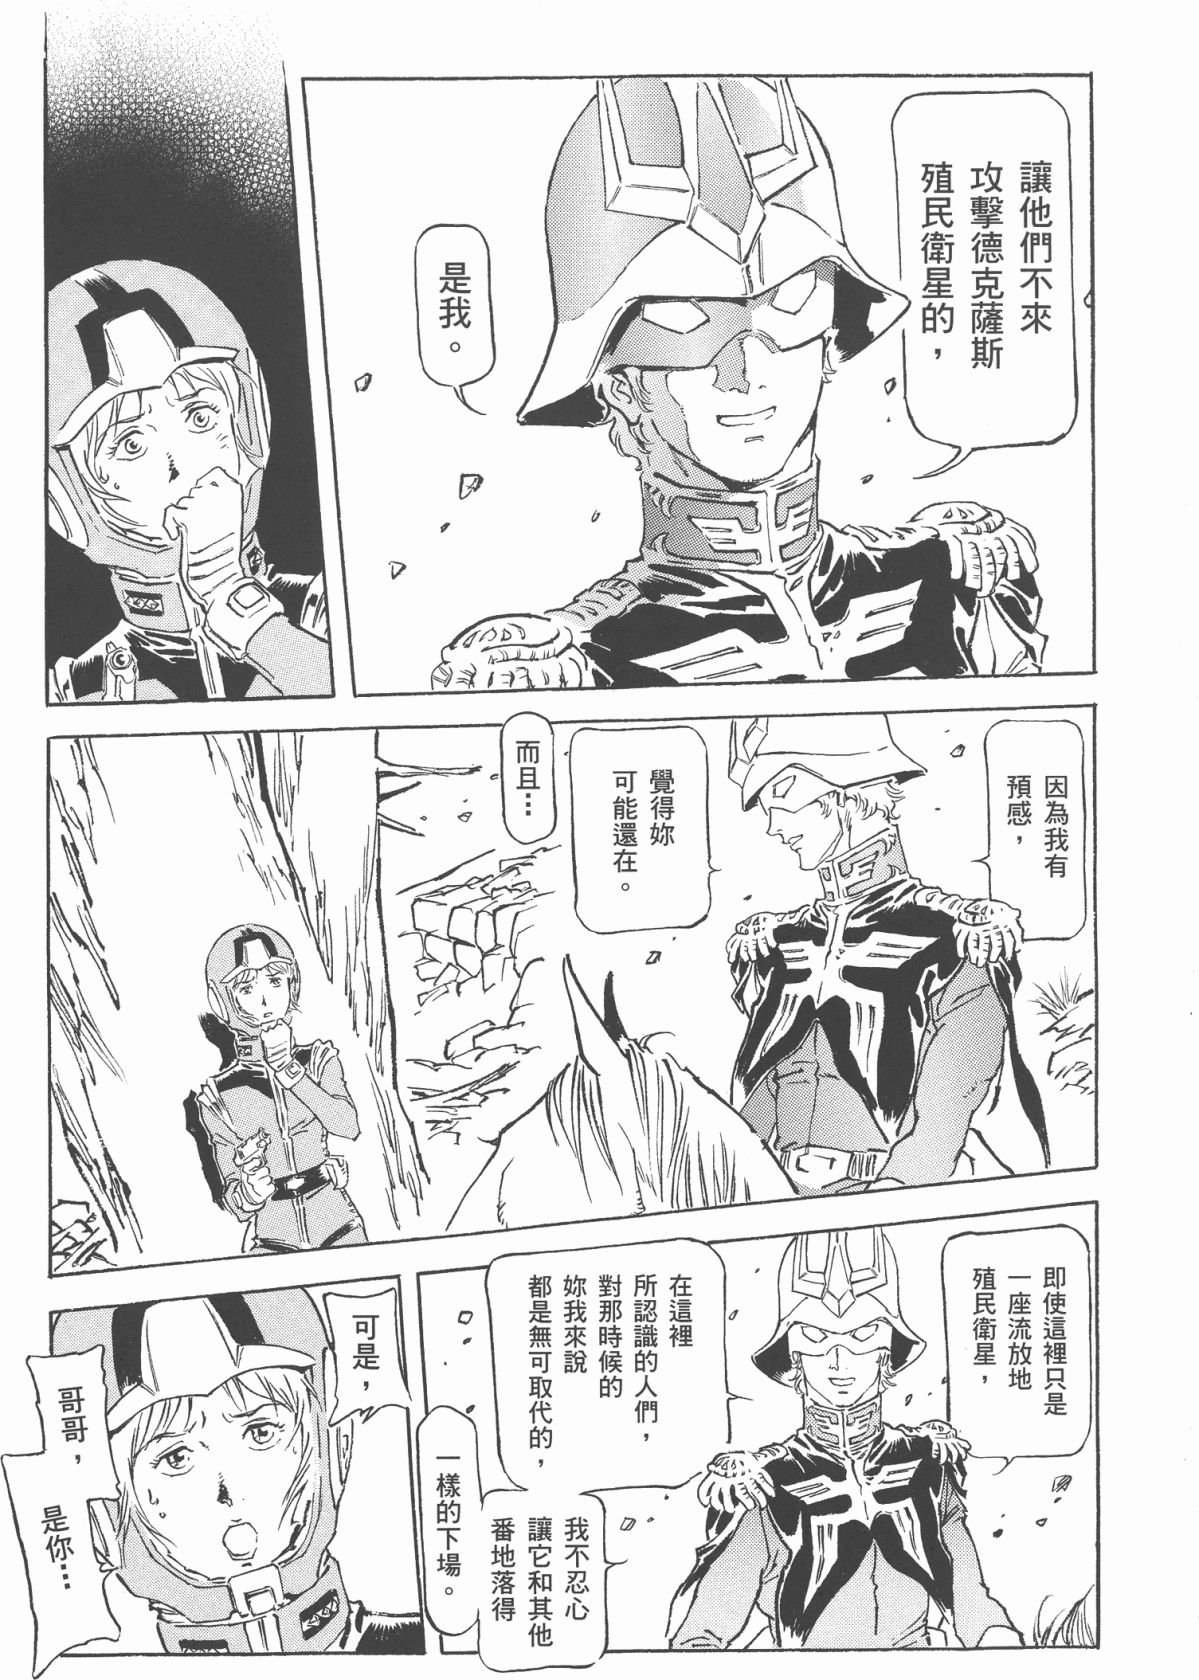 讓他們不來
攻擊德克薩斯
殖民衛星的，
是我。
因為我有
預感，
覺得妳
可能還在。
而且…
即使這裡只是
一座流放地
殖民衛星，
在這裡
所認識的人們，
對那時候的
妳我來說
都是無可取代的，
我不忍心
讓它和其他
番地落得
一樣的下場。
可是，
哥哥，
是你…